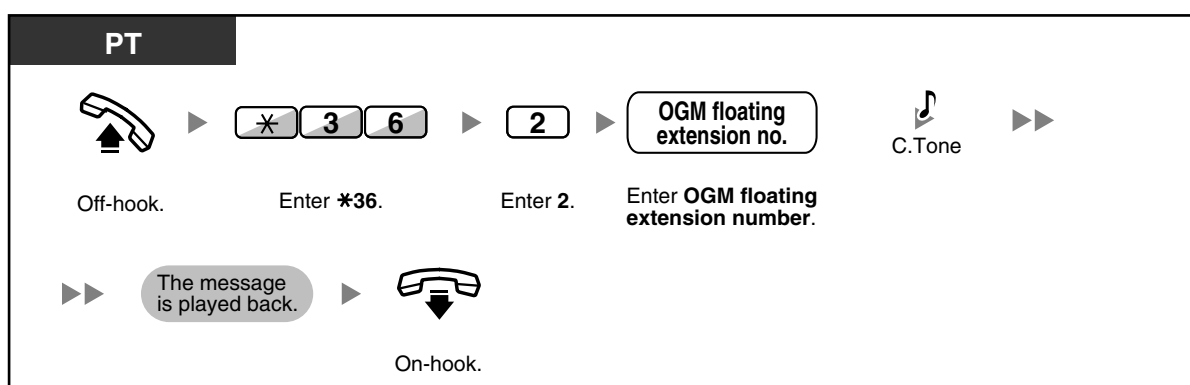 PT
✳ 3 6
2
OGM floating
extension no.
C.Tone
Off-hook.
Enter ✳36.
Enter 2.
Enter OGM floating
extension number.
The message
is played back.
On-hook.